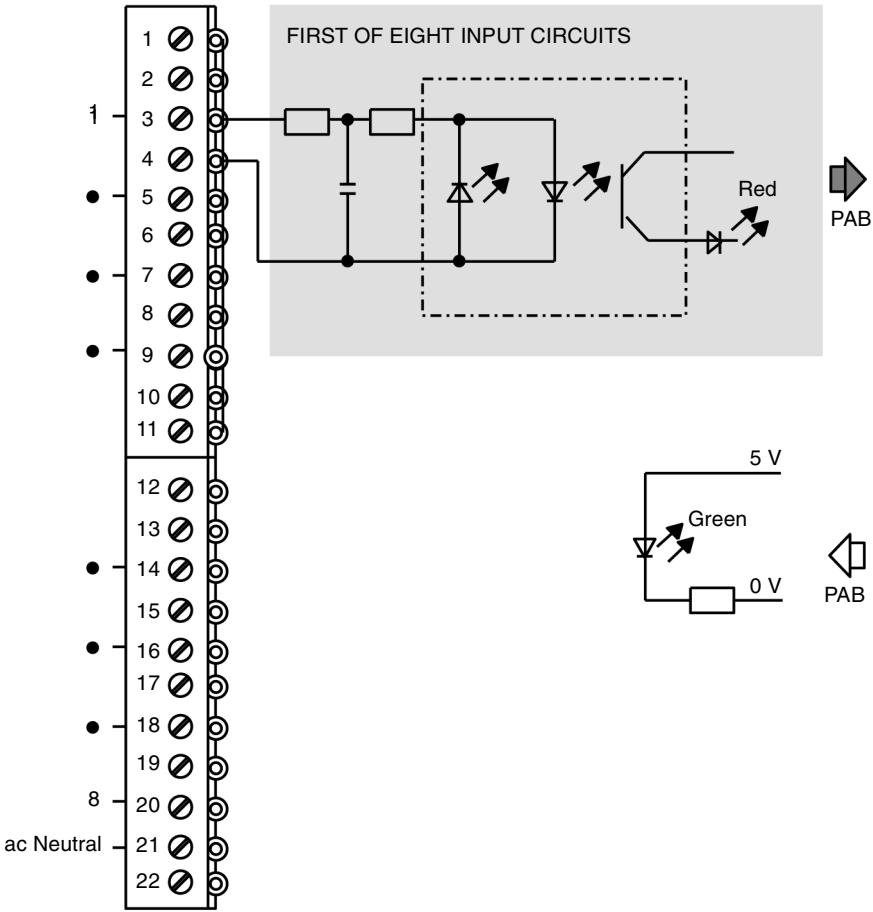 FIRST OF EIGHT INPUT CIRCUITS
1
2
1 3
4
5
6
7
8
9
10
11
Red
PAB
12
13
14
15
16
17
18
19
8 20
ac Neutral 21
22
5 V
Green
0 V
PAB